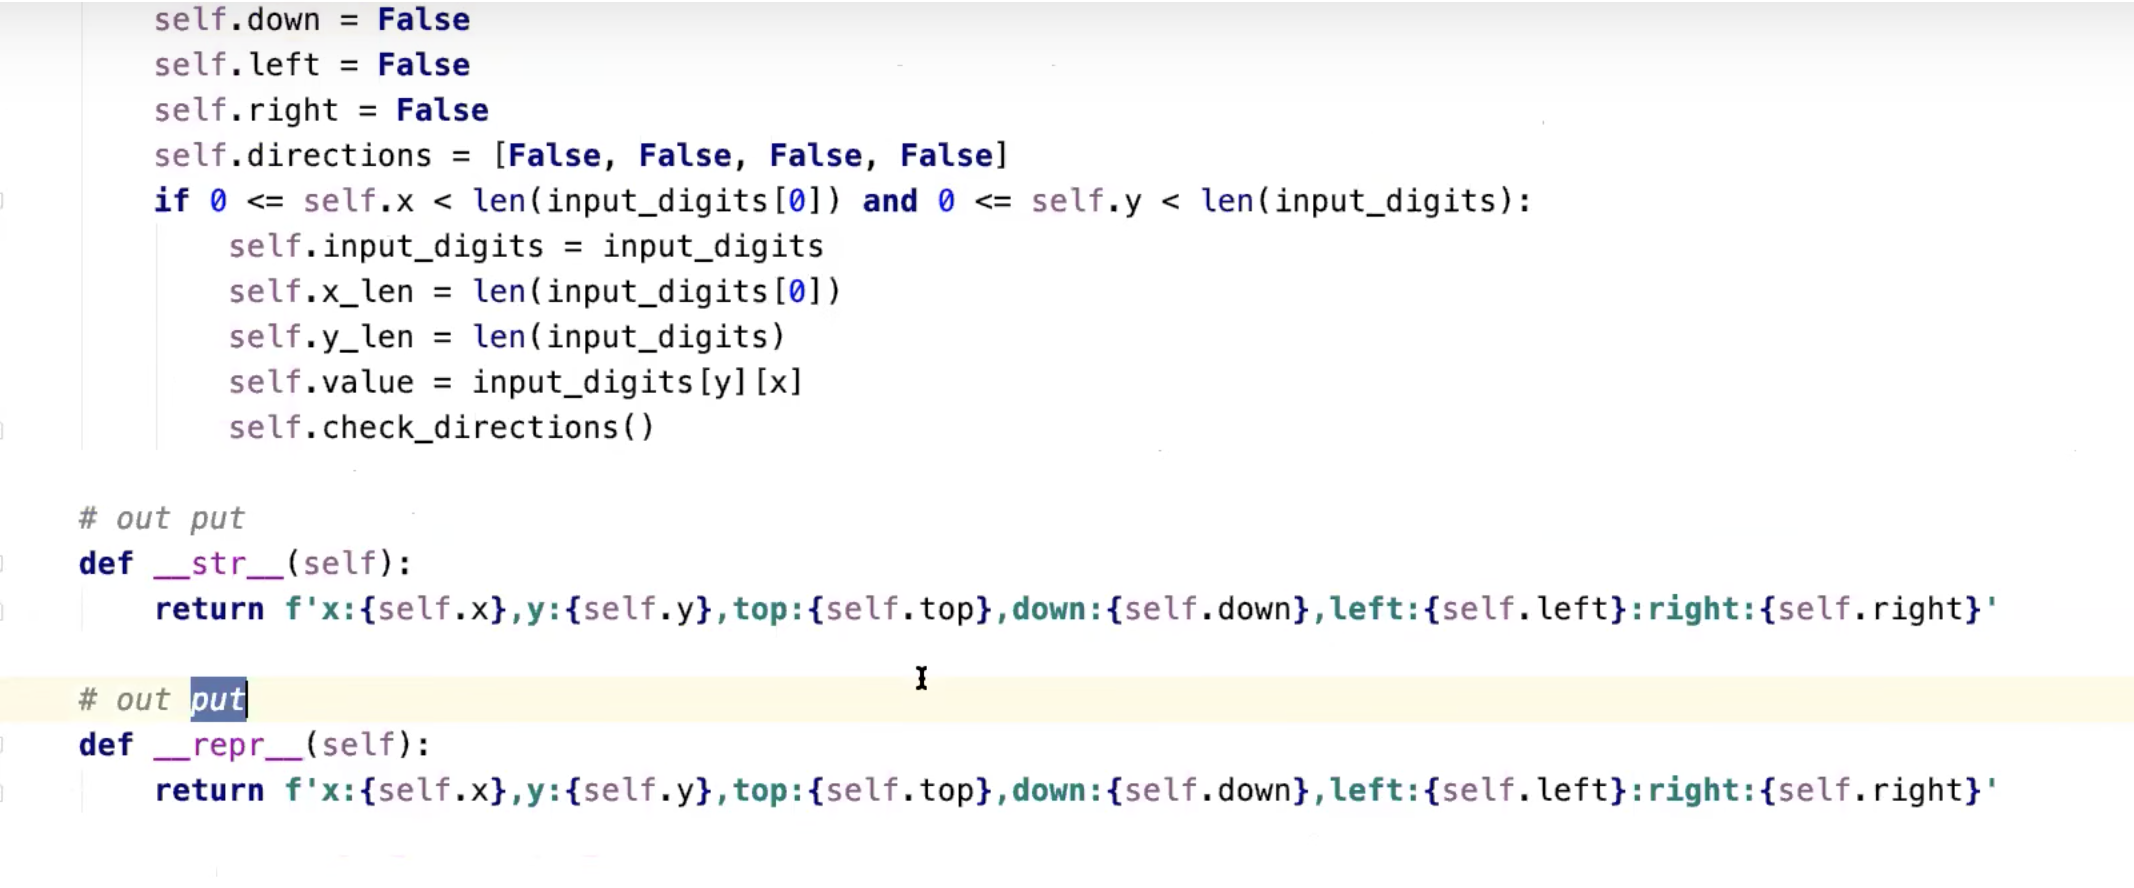 self.down = False
self.left = False
self.right = False
self.directions = [False, False, False, False]
if 0 <= self.x < len(input_digits[0]) and 0 <= self.y < len(input_digits):
self.input_digits = input_digits
self.x_len = len(input_digits[0])
self.y_len = len(input_digits)
self.value = input_digits[y][x]
self.check_directions()
# out put
def __str__(self):
return f'x:{self.x},y:{self.y},top:{self.top},down:{self.down},left:{self.left}:right:{self.right}'
# out put
def __repr__(self):
return f'x:{self.x},y:{self.y},top:{self.top},down:{self.down},left:{self.left}:right:{self.right}'